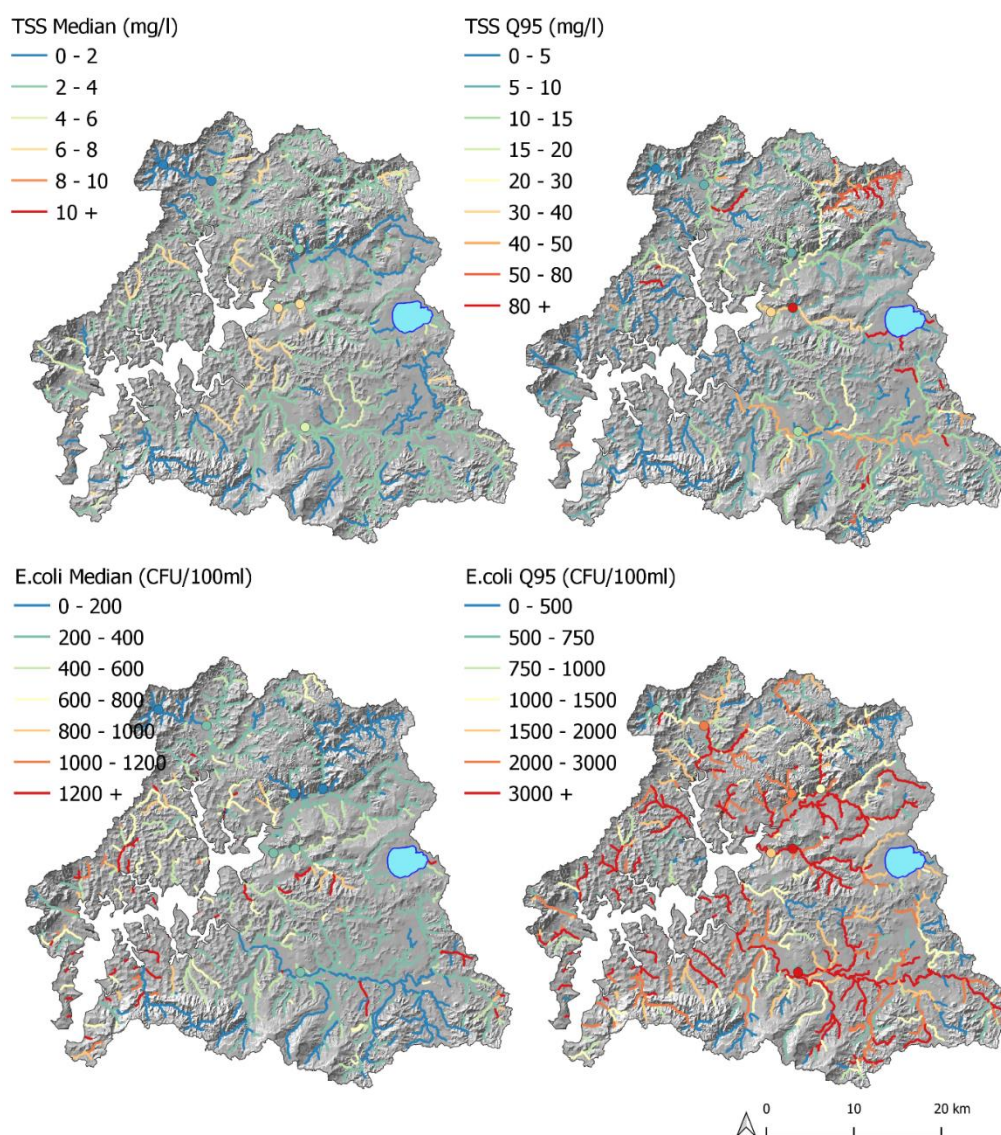 TSS Median (mg/l)
0 - 2
2 - 4
4 - 6
6 - 8
8 - 10
10 +
TSS Q95 (mg/l)
0 - 5
5 - 10
10 - 15
15 - 20
20 - 30
30 - 40
40 - 50
50 - 80
80 +
E.coli Median (CFU/100ml)
0 - 200
200 - 400
400 - 600
600 - 800
800 - 1000
1000 - 1200
1200 +
E.coli Q95 (CFU/100ml)
0 - 500
500 - 750
750 - 1000
1000 - 1500
1500 - 2000
2000 - 3000
3000 +
0 10 20 km